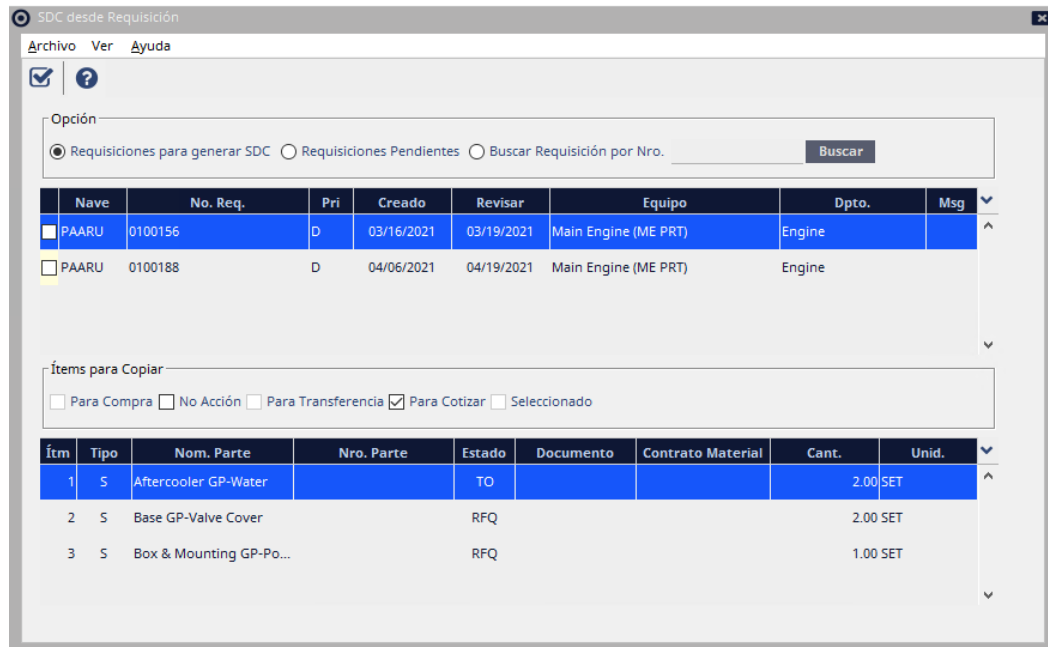 SDC desde Requisición
Archivo Ver Ayuda
Opción
Requisiciones para generar SDC Requisiciones Pendientes Buscar Requisición por Nro. Buscar
Nave No. Req. Pri Creado Revisar Equipo Dpto. Msg
PAARU 0100156 D 03/16/2021 03/19/2021 Main Engine (ME PRT) Engine
PAARU 0100188 D 04/06/2021 04/19/2021 Main Engine (ME PRT) Engine
Ítems para Copiar
Para Compra No Acción Para Transferencia Para Cotizar Seleccionado
Ítm Tipo Nom. Parte Nro. Parte Estado Documento Contrato Material Cant. Unid.
1 S Aftercooler GP-Water TO 2.00 SET
2 S Base GP-Valve Cover RFQ 2.00 SET
3 S Box & Mounting GP-Po... RFQ 1.00 SET